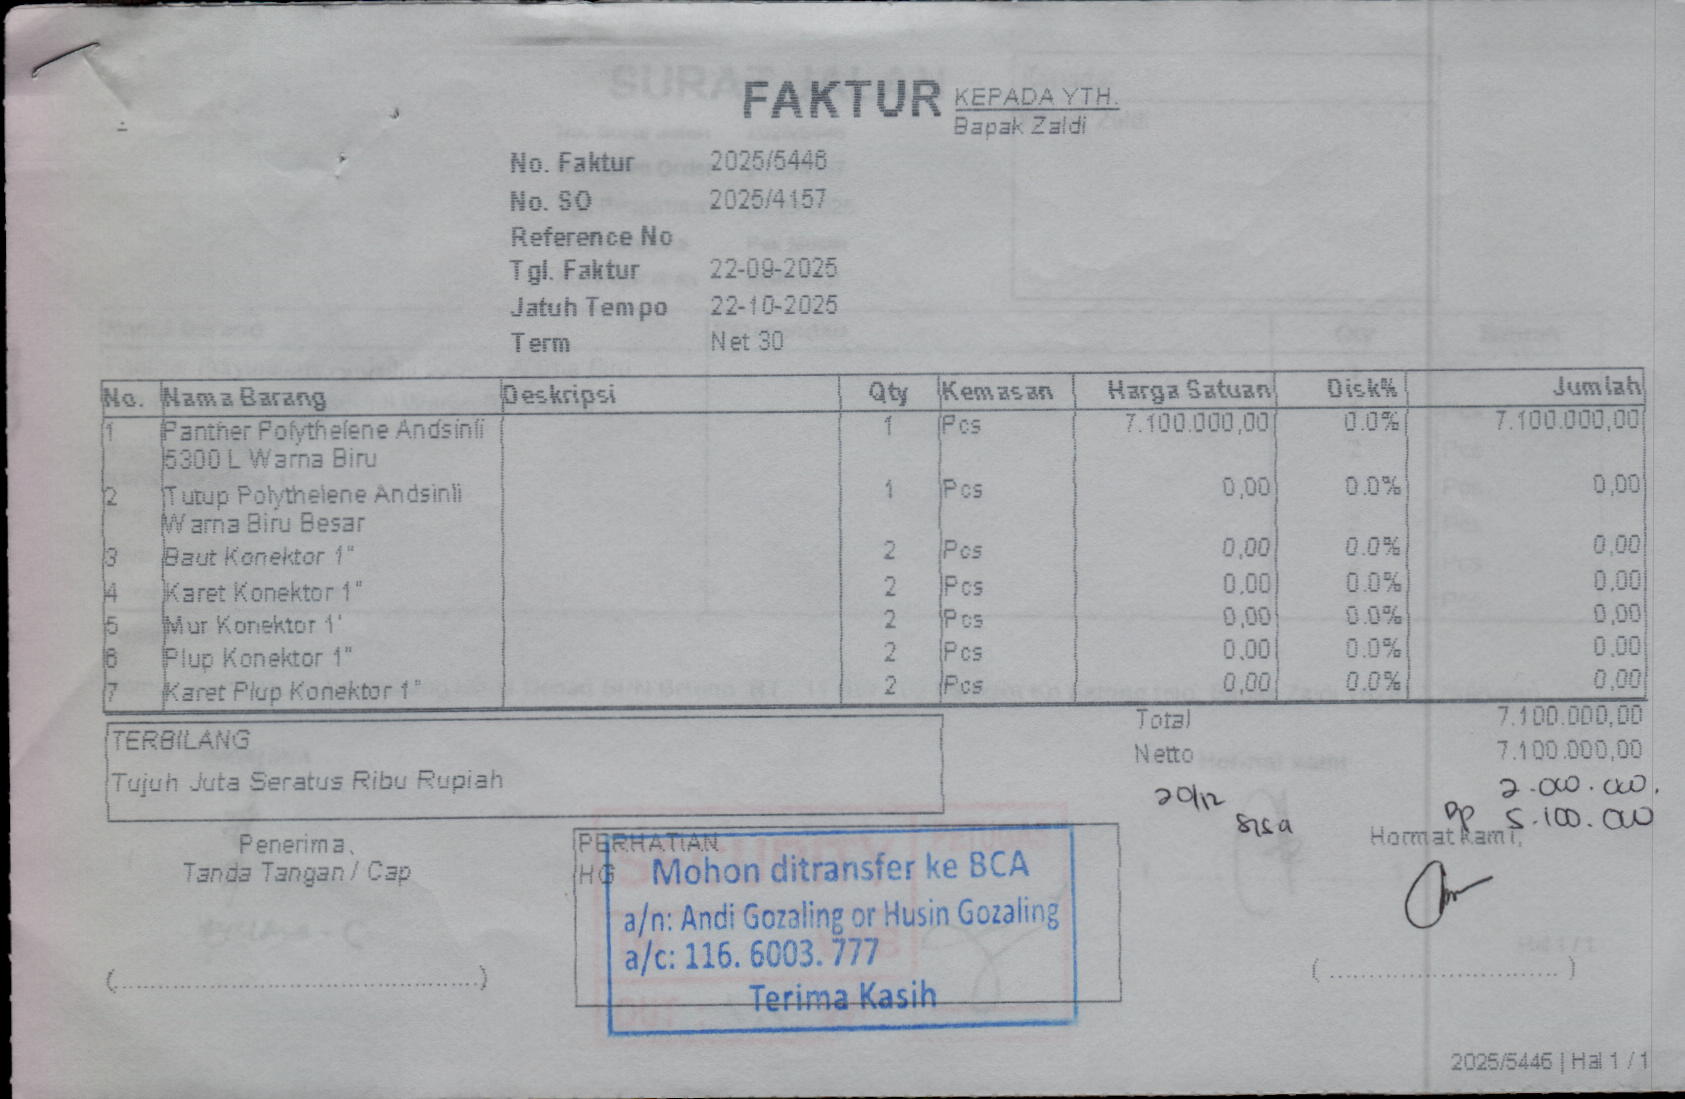 FAKTUR
KEPADA YTH.
Bapak Zaldi
No. Faktur 2025/5446
No. SO 2025/4157
Reference No
Tgl. Faktur 22-09-2025
Jatuh Tempo 22-10-2025
Term Net 30
No. Nama Barang Deskripsi Qty Kemasan Harga Satuan Disk% Jumlah
1 Panther Polythelene Andsinli 1 Pcs 7.100.000,00 0.0% 7.100.000,00
5300 L Warna Biru
2 Tutup Polythelene Andsinli 1 Pcs 0,00 0.0% 0,00
Warna Biru Besar
3 Baut Konektor 1" 2 Pcs 0,00 0.0% 0,00
4 Karet Konektor 1" 2 Pcs 0,00 0.0% 0,00
5 Mur Konektor 1' 2 Pcs 0,00 0.0% 0,00
6 Plup Konektor 1" 2 Pcs 0,00 0.0% 0,00
7 Karet Plup Konektor 1" 2 Pcs 0,00 0.0% 0,00
Total 7.100.000,00
Netto 7.100.000,00
TERBILANG
Tujuh Juta Seratus Ribu Rupiah
20/12 2.000.000.
sisa Rp 5.100.000
Penerima,
Tanda Tangan / Cap
PERHATIAN
HG
Mohon ditransfer ke BCA
a/n: Andi Gozaling or Husin Gozaling
a/c: 116. 6003. 777
Terima Kasih
Hormat kami,
2025/5446 | Hal 1 / 1